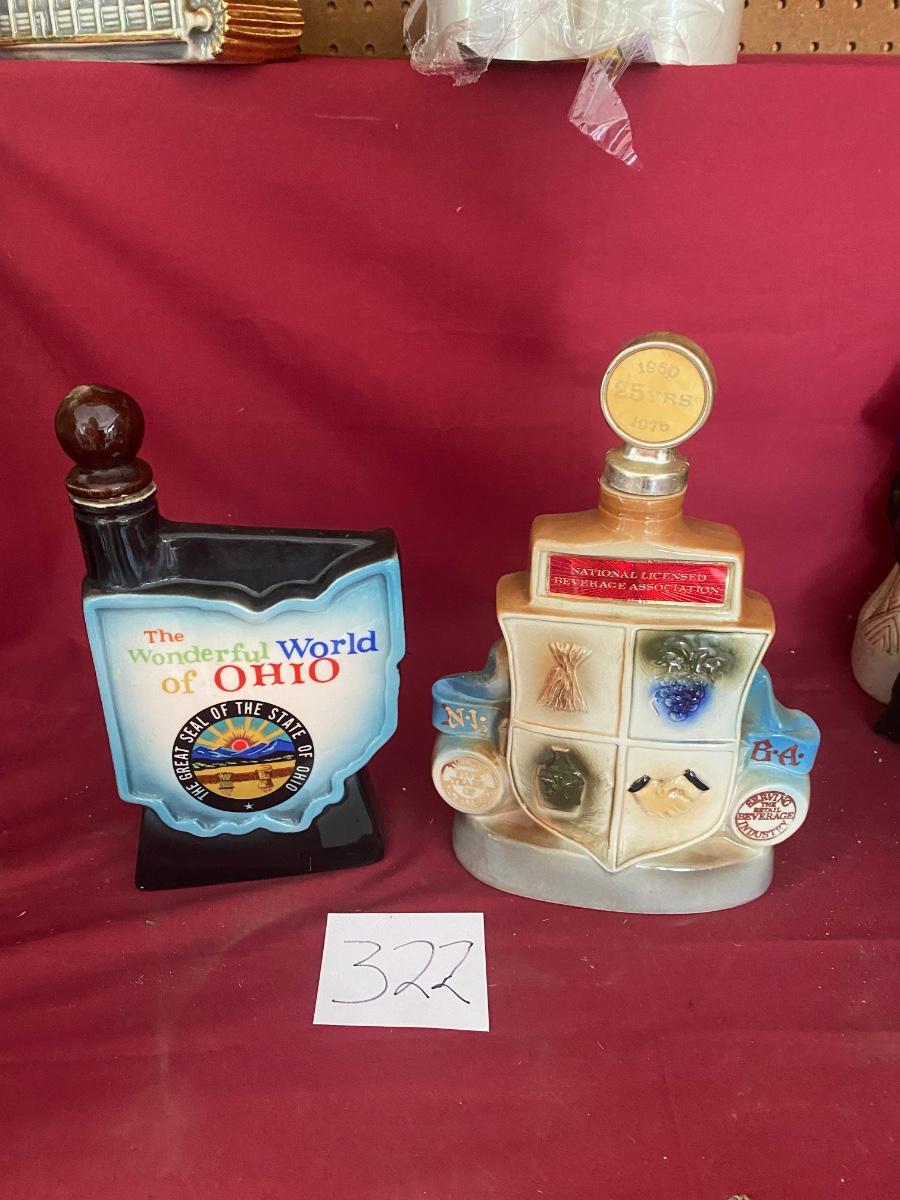 The
Wonderful World
of OHIO
THE GREAT SEAL OF THE STATE OF OHIO
1950
25 YRS.
1975
NATIONAL LICENSED
BEVERAGE ASSOCIATION
N·L·
B·A·
SERVING
THE
RETAIL
BEVERAGE
INDUSTRY
322